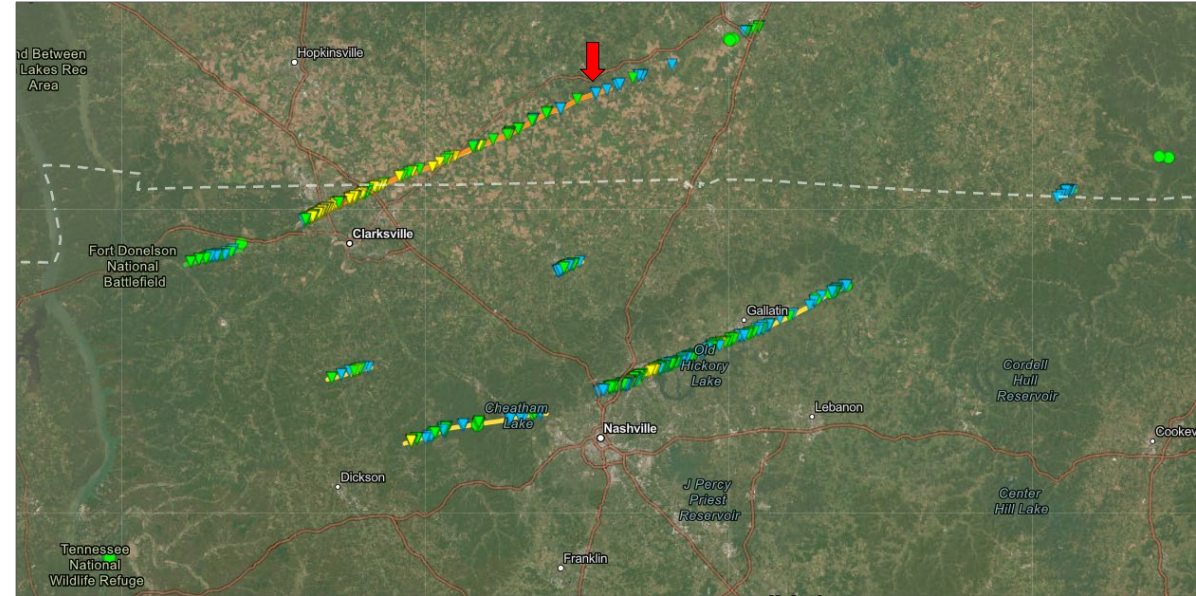 Hopkinsville
nd Between
Lakes Rec
Area
Clarksville
Fort Donelson
National
Battlefield
Gallatin
Old
Hickory
Lake
Cordell
Hull
Reservoir
Cheatham
Lake
Lebanon
Nashville
Cookev
Dickson
J Percy
Priest
Reservoir
Center
Hill Lake
Tennessee
National
Wildlife Refuge
Franklin